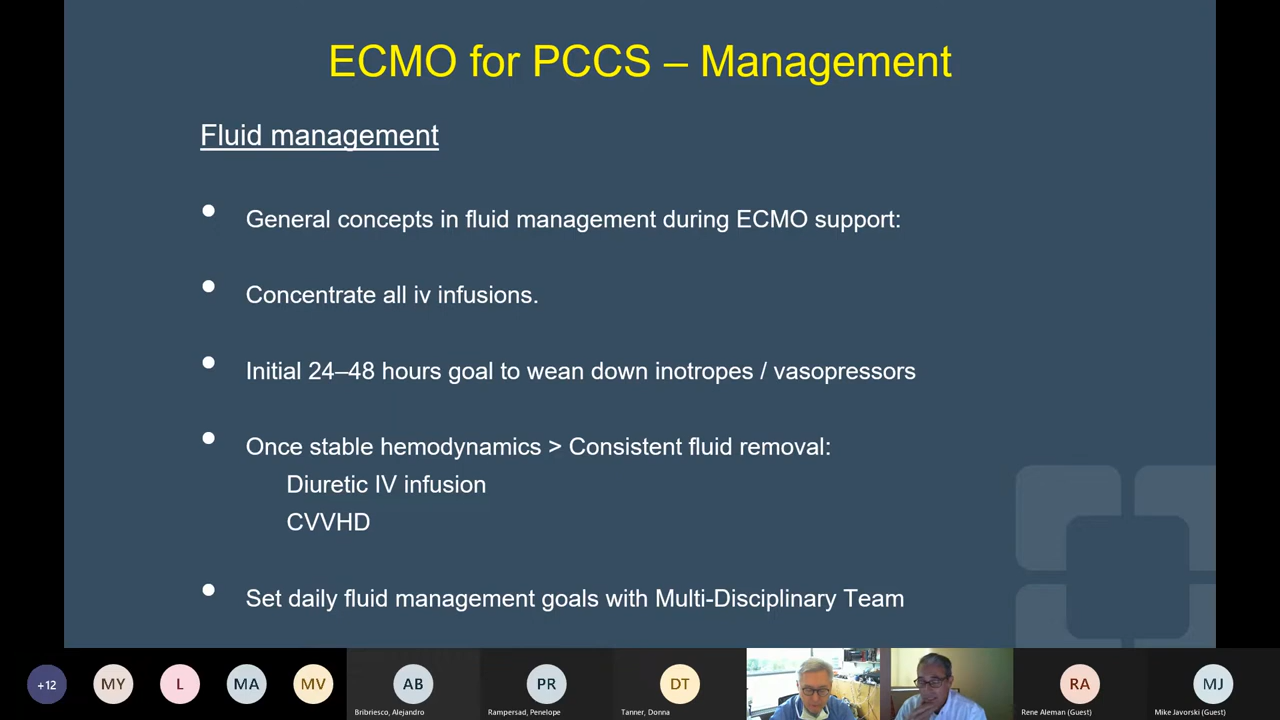 ECMO for PCCS – Management
Fluid management
• General concepts in fluid management during ECMO support:
• Concentrate all iv infusions.
• Initial 24–48 hours goal to wean down inotropes / vasopressors
• Once stable hemodynamics > Consistent fluid removal:
Diuretic IV infusion
CVVHD
• Set daily fluid management goals with Multi-Disciplinary Team
+12 MY L MA MV AB PR DT RA MJ
Bribriesco, Alejandro Rampersad, Penelope Tanner, Donna Rene Aleman (Guest) Mike Javorski (Guest)